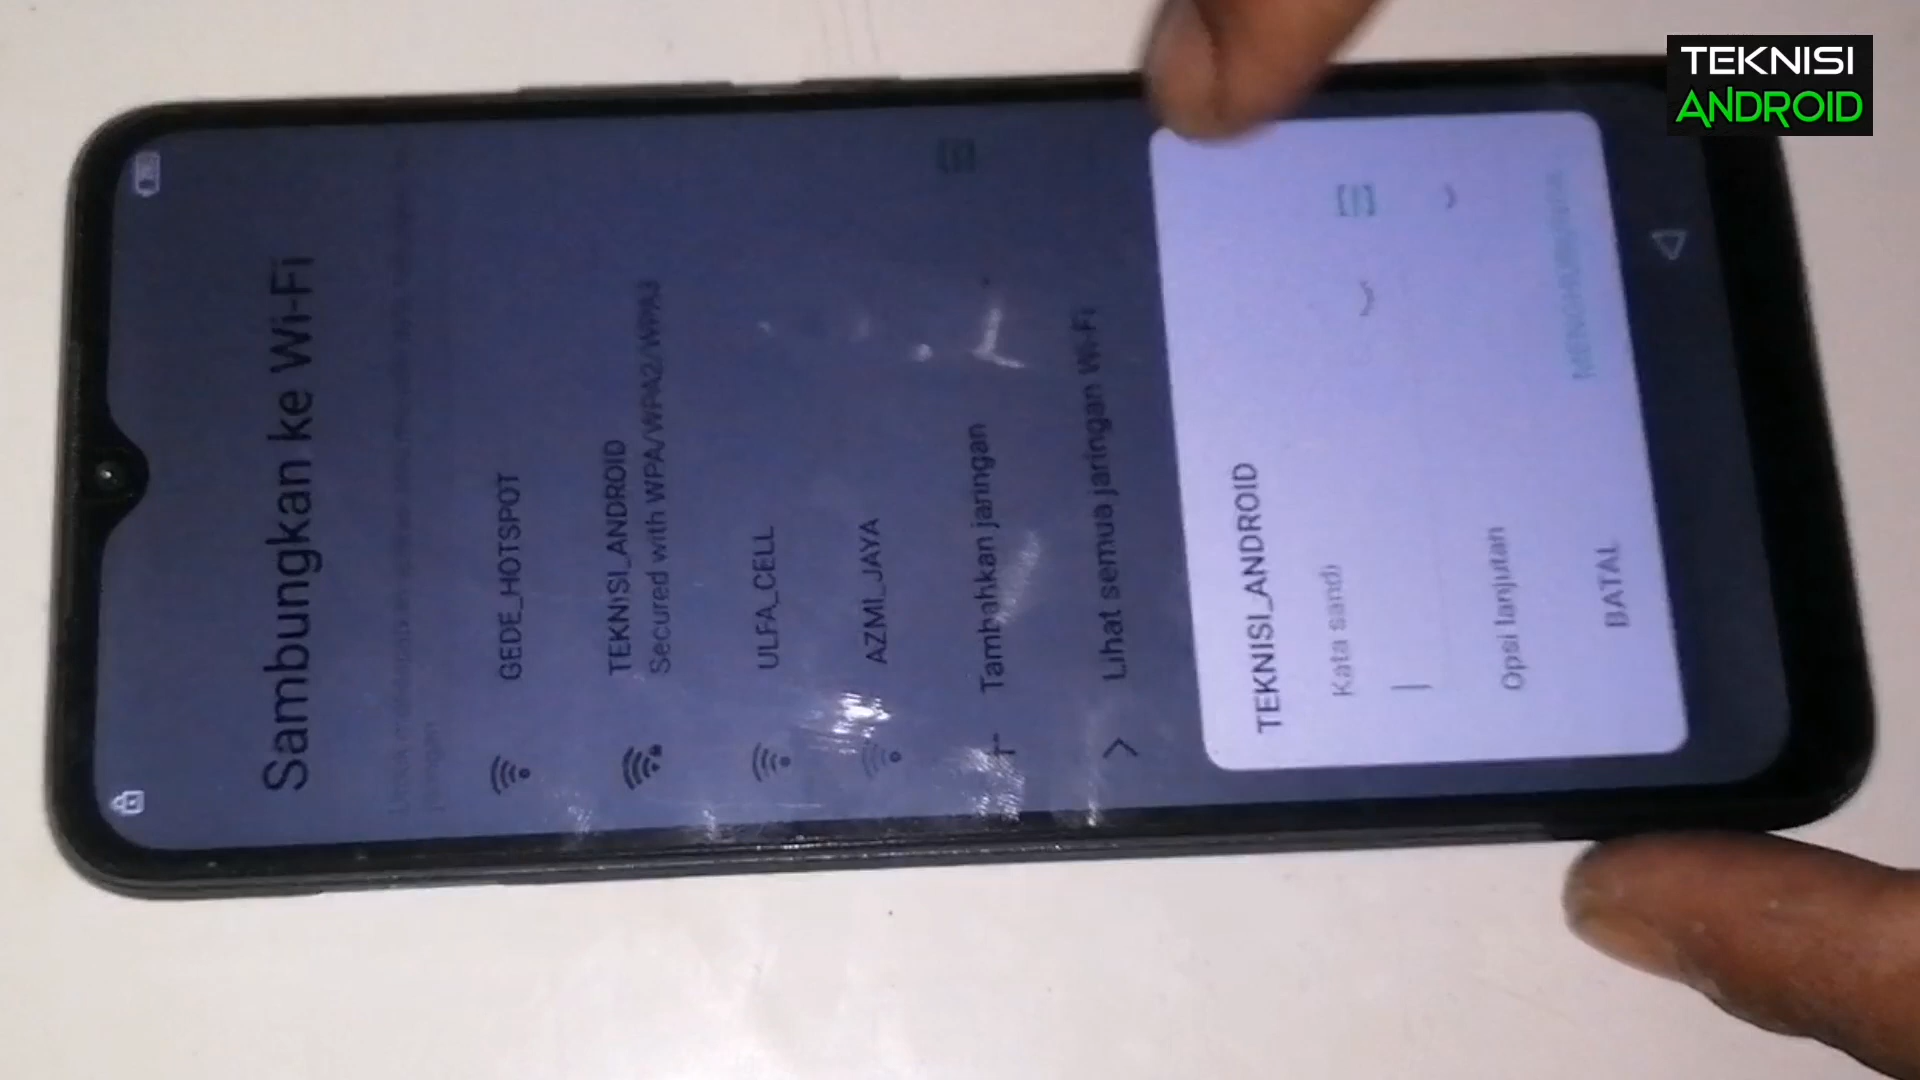 TEKNISI
ANDROID
Sambungkan ke Wi-Fi
GEDE_HOTSPOT
TEKNISI_ANDROID
Secured with WPA/WPA2/WPA3
ULFA_CELL
AZMI_JAYA
Tambahkan jaringan
Lihat semua jaringan Wi-Fi
TEKNISI_ANDROID
Kata sandi
Opsi lanjutan
BATAL
MENGHUBUNGKAN